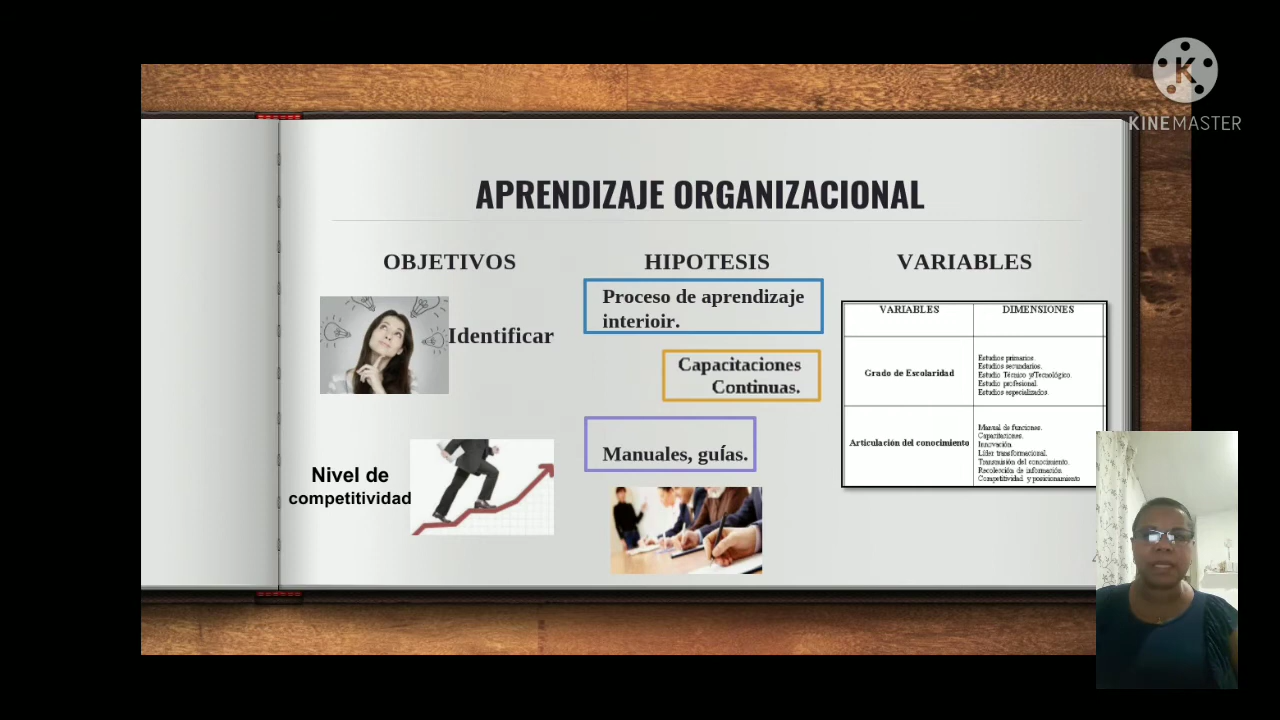 K
KINEMASTER
APRENDIZAJE ORGANIZACIONAL
OBJETIVOS
Identificar
Nivel de
competitividad
HIPOTESIS
Proceso de aprendizaje
interioir.
Capacitaciones
Continuas.
Manuales, guías.
VARIABLES
VARIABLES DIMENSIONES
Grado de Escolaridad
Estudios primarios
Estudios secundarios.
Estudio Técnico y/Tecnológico.
Estudio profesional.
Estudios especializados.
Articulación del conocimiento
Manual de funciones.
Capacitaciones.
Innovación.
Líder transformacional.
Transmisión del conocimiento.
Recolección de información
Competitividad y posicionamiento